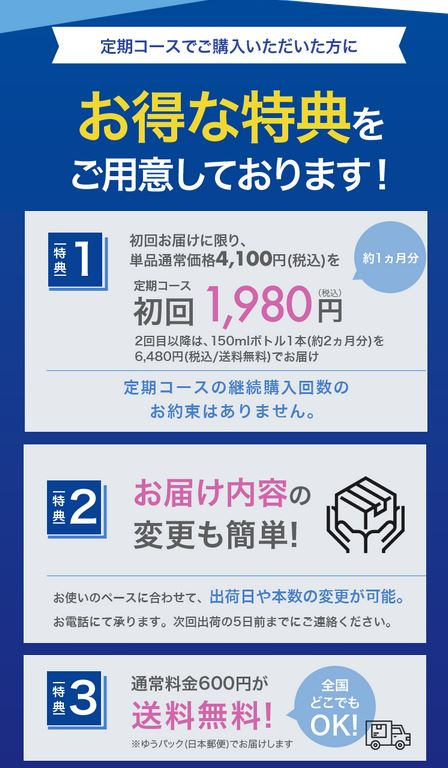 定期コースでご購入いただいた方に
お得な特典を
ご用意しております!
特典
1
初回お届けに限り、
単品通常価格4,100円(税込)を
約1ヵ月分
定期コース
初回 1,980円(税込)
2回目以降は、150mlボトル1本(約2ヵ月分)を
6,480円(税込/送料無料)でお届け
定期コースの継続購入回数の
お約束はありません。
特典
2
お届け内容の
変更も簡単!
お使いのペースに合わせて、出荷日や本数の変更が可能。
お電話にて承ります。次回出荷の5日前までにご連絡ください。
特典
3
通常料金600円が
送料無料!
※ゆうパック(日本郵便)でお届けします
全国
どこでも
OK!